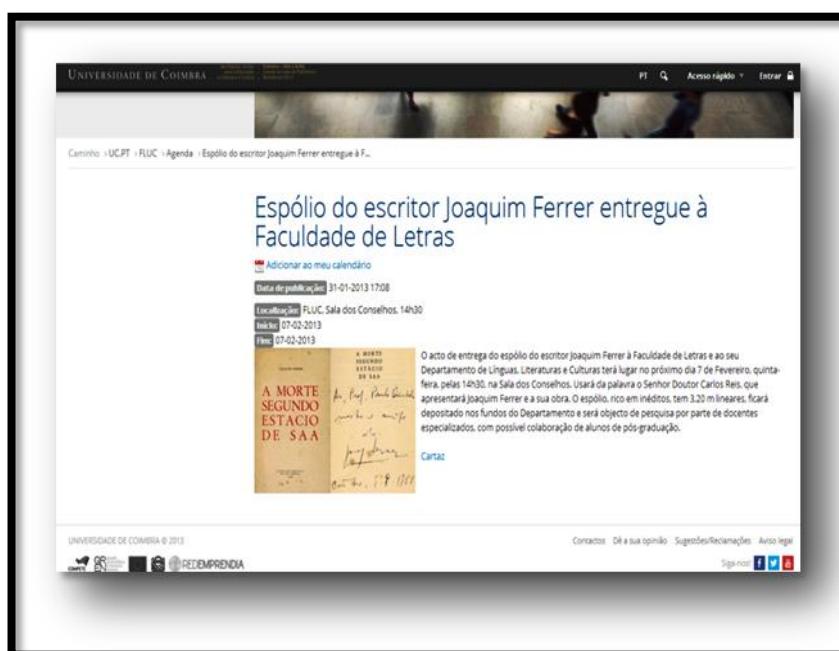 UNIVERSIDADE DE COIMBRA
PT Acesso rápido Entrar
Caminho › UC.PT › FLUC › Agenda › Espólio do escritor Joaquim Ferrer entregue à F...
Espólio do escritor Joaquim Ferrer entregue à
Faculdade de Letras
Adicionar ao meu calendário
Data de publicação: 31-01-2013 17:08
Localização: FLUC, Sala dos Conselhos, 14h30
Início: 07-02-2013
Fim: 07-02-2013
A MORTE
SEGUNDO
ESTACIO
DE SAA
A MORTE
SEGUNDO
ESTACIO
DE SAA
O acto de entrega do espólio do escritor Joaquim Ferrer à Faculdade de Letras e ao seu
Departamento de Línguas, Literaturas e Culturas terá lugar no próximo dia 7 de Fevereiro, quinta-
feira, pelas 14h30, na Sala dos Conselhos. Usará da palavra o Senhor Doutor Carlos Reis, que
apresentará Joaquim Ferrer e a sua obra. O espólio, rico em inéditos, tem 3,20 m lineares, ficará
depositado nos fundos do Departamento e será objecto de pesquisa por parte de docentes
especializados, com possível colaboração de alunos de pós-graduação.
Cartaz
UNIVERSIDADE DE COIMBRA © 2013
Contactos Dê a sua opinião Sugestões/Reclamações Aviso legal
COMPETE
REDEMPRENDIA
Siga-nos!